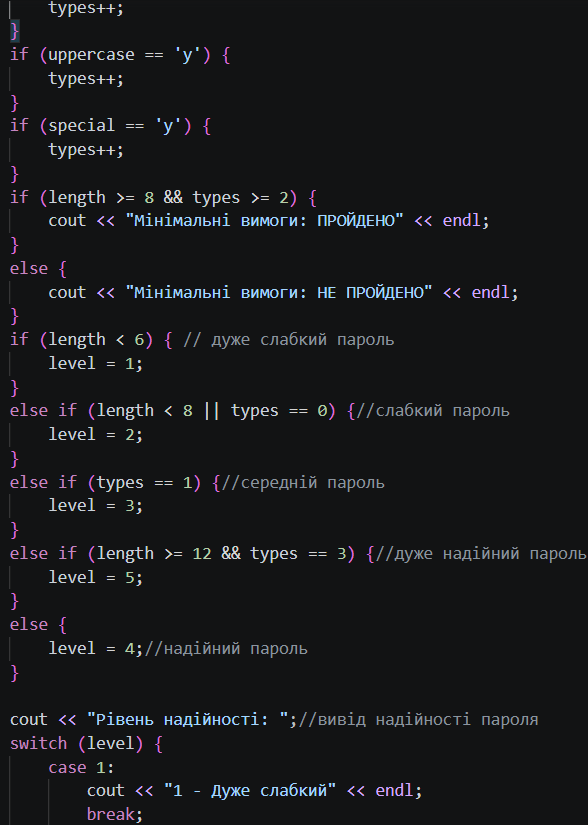 types++;
}
if (uppercase == 'y') {
types++;
}
if (special == 'y') {
types++;
}
if (length >= 8 && types >= 2) {
cout << "Мінімальні вимоги: ПРОЙДЕНО" << endl;
}
else {
cout << "Мінімальні вимоги: НЕ ПРОЙДЕНО" << endl;
}
if (length < 6) { // дуже слабкий пароль
level = 1;
}
else if (length < 8 || types == 0) {//слабкий пароль
level = 2;
}
else if (types == 1) {//середній пароль
level = 3;
}
else if (length >= 12 && types == 3) {//дуже надійний пароль
level = 5;
}
else {
level = 4;//надійний пароль
}
cout << "Рівень надійності: ";//вивід надійності пароля
switch (level) {
case 1:
cout << "1 - Дуже слабкий" << endl;
break;